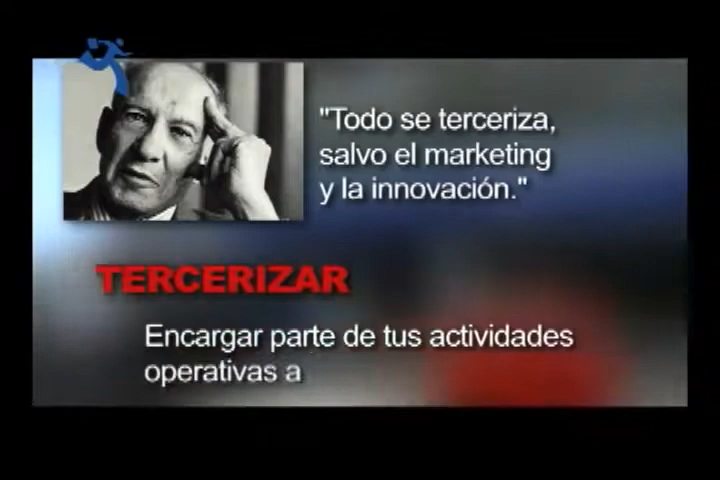 "Todo se terceriza,
salvo el marketing
y la innovación."
TERCERIZAR
Encargar parte de tus actividades
operativas a